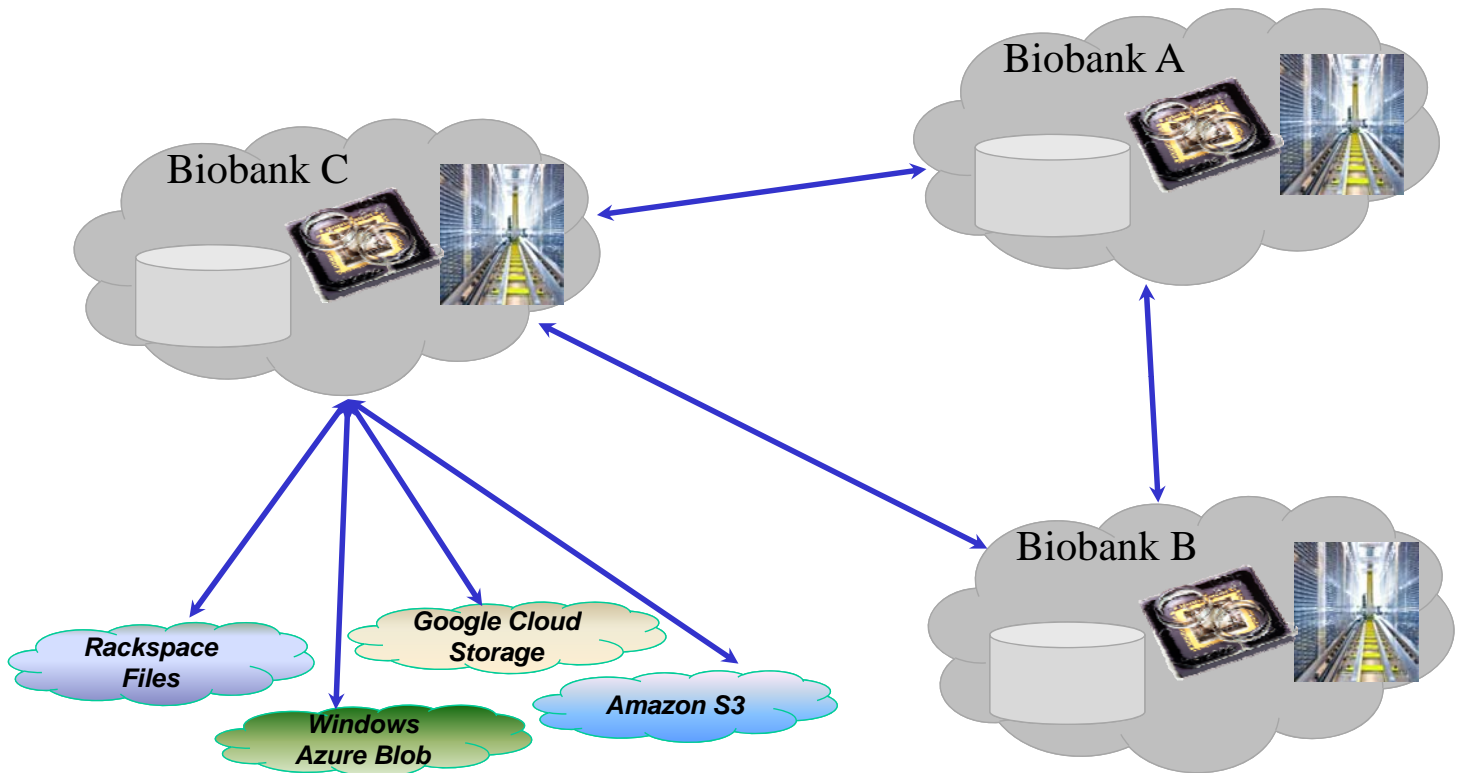 Biobank A
Biobank C
Biobank B
Google Cloud
Storage
Rackspace
Files
Amazon S3
Windows
Azure Blob